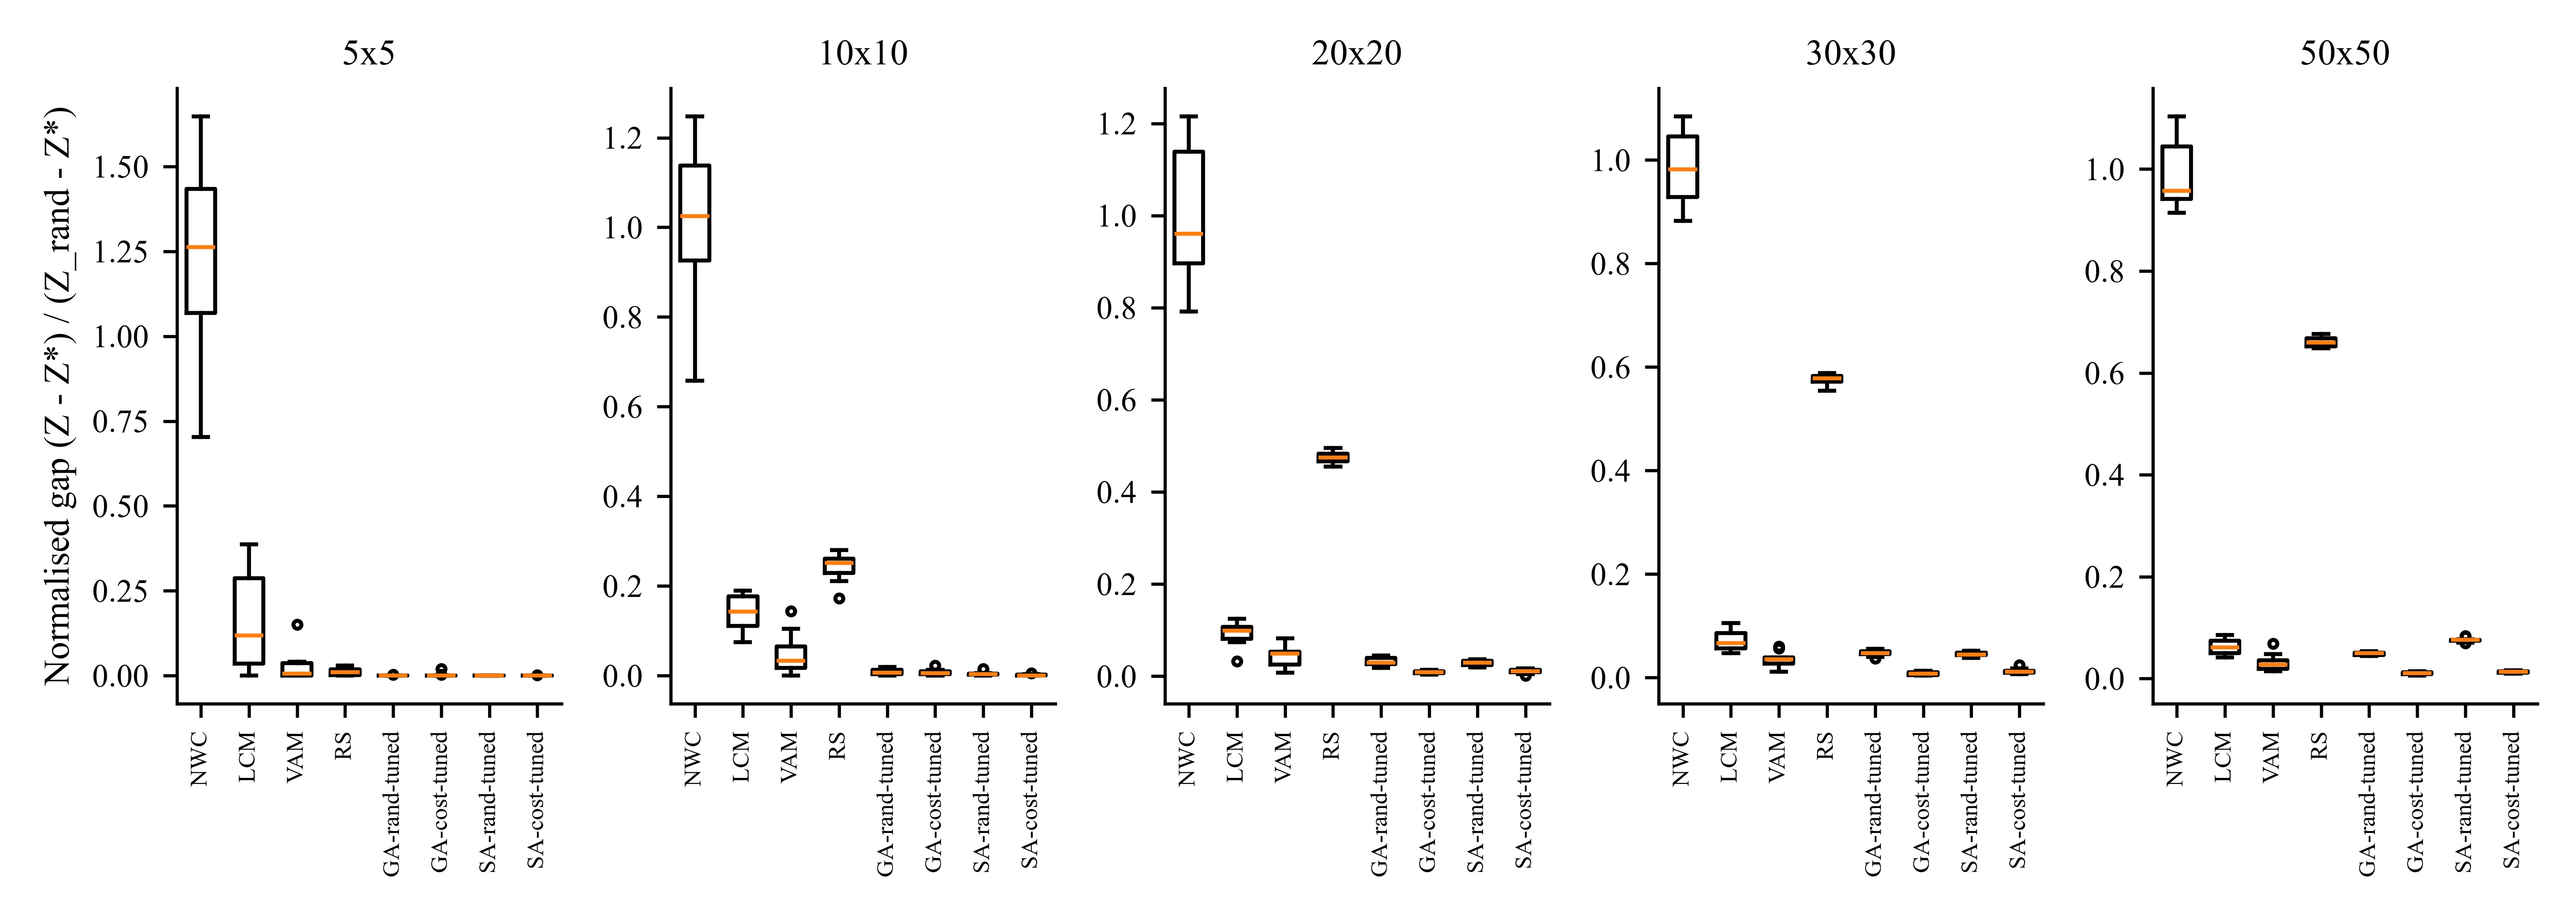 5x5
10x10
20x20
30x30
50x50
Normalised gap (Z - Z*) / (Z_rand - Z*)
1.50
1.25
1.00
0.75
0.50
0.25
0.00
NWC
LCM
VAM
RS
GA-rand-tuned
GA-cost-tuned
SA-rand-tuned
SA-cost-tuned
1.2
1.0
0.8
0.6
0.4
0.2
0.0
NWC
LCM
VAM
RS
GA-rand-tuned
GA-cost-tuned
SA-rand-tuned
SA-cost-tuned
1.2
1.0
0.8
0.6
0.4
0.2
0.0
NWC
LCM
VAM
RS
GA-rand-tuned
GA-cost-tuned
SA-rand-tuned
SA-cost-tuned
1.0
0.8
0.6
0.4
0.2
0.0
NWC
LCM
VAM
RS
GA-rand-tuned
GA-cost-tuned
SA-rand-tuned
SA-cost-tuned
1.0
0.8
0.6
0.4
0.2
0.0
NWC
LCM
VAM
RS
GA-rand-tuned
GA-cost-tuned
SA-rand-tuned
SA-cost-tuned